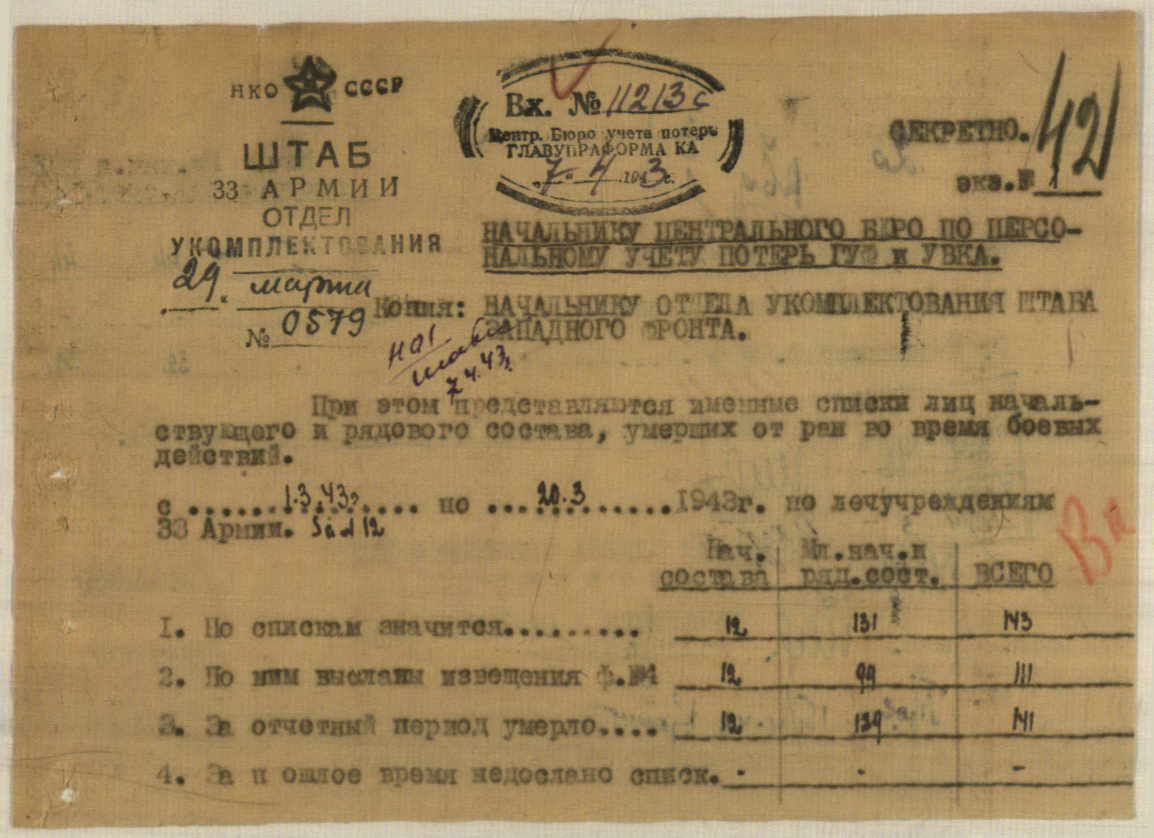 НКО СССР
ШТАБ
33 АРМИИ
ОТДЕЛ
УКОМПЛЕКТОВАНИЯ
29. марта
№ 0579
Вх. № 11213с
Центр. Бюро учета потерь
ГЛАВУПРАФОРМА КА
"7" 4 1943г.
СЕКРЕТНО.
экз.№ 1
42
НАЧАЛЬНИКУ ЦЕНТРАЛЬНОГО БЮРО ПО ПЕРСО-
НАЛЬНОМУ УЧЕТУ ПОТЕРЬ ГУФ и УВКА.
Копия: НАЧАЛЬНИКУ ОТДЕЛА УКОМПЛЕКТОВАНИЯ ШТАБА
ЗАПАДНОГО ФРОНТА.
7.4.43.
При этом представляются именные списки лиц началь-
ствующего и рядового состава, умерших от ран во время боевых
действий.
с ....1.3.43г..... по ....20.3.....1943г. по лечучреждениям
33 Армии.
Нач. Мл.нач.и
состава ряд.сост. ВСЕГО
1. По спискам значится......... 12 131 143
2. По ним высланы извещения ф.№4 12 99 111
3. За отчетный период умерло.... 12 129 141
4. За п ошлое время недослано списк. - - -